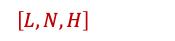 [L, N, H]